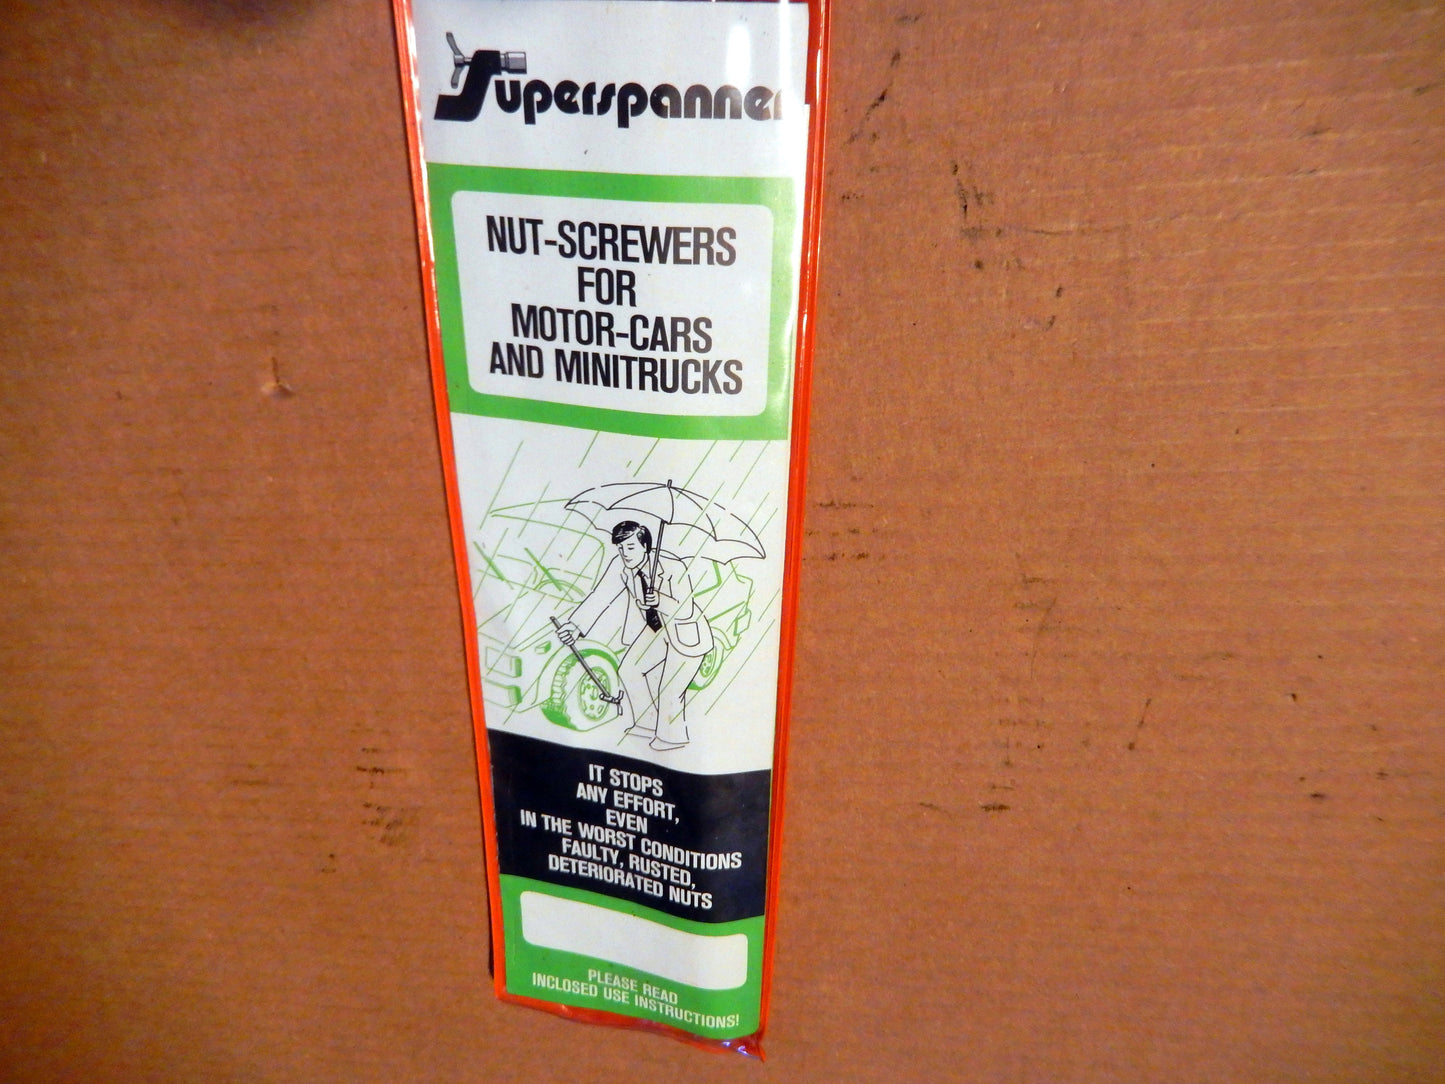 Superspanner
NUT-SCREWERS
FOR
MOTOR-CARS
AND MINITRUCKS
IT STOPS
ANY EFFORT,
EVEN
IN THE WORST CONDITIONS
FAULTY, RUSTED,
DETERIORATED NUTS
PLEASE READ
INCLOSED USE INSTRUCTIONS!